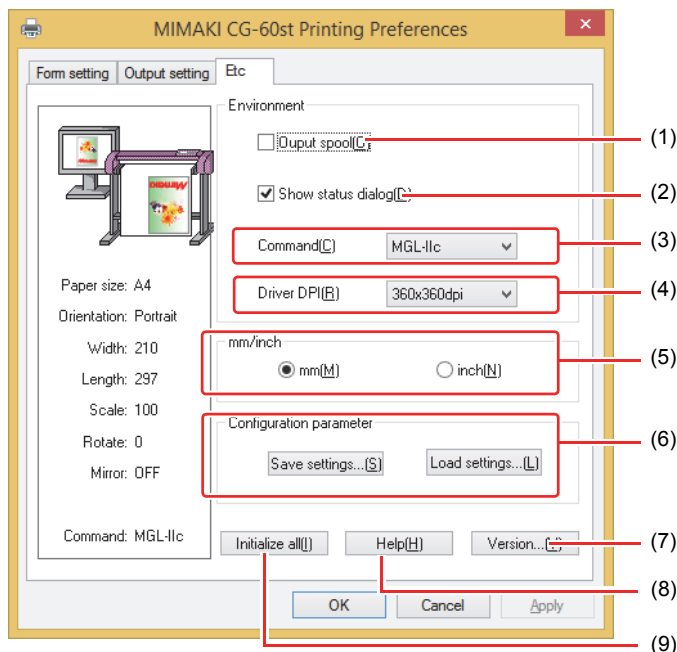 MIMAKI CG-60st Printing Preferences
Form setting Output setting Etc
Environment
Ouput spool(C) (1)
Show status dialog(D) (2)
Command(C) MGL-IIc (3)
Driver DPI(R) 360x360dpi (4)
mm/inch
mm(M) inch(N) (5)
Configuration parameter
Save settings...(S) Load settings...(L) (6)
MIMAKI
Paper size: A4
Orientation: Portrait
Width: 210
Length: 297
Scale: 100
Rotate: 0
Mirror: OFF
Command: MGL-IIc
Initialize all(I) Help(H) Version...(V) (7)
(8)
OK Cancel Apply
(9)